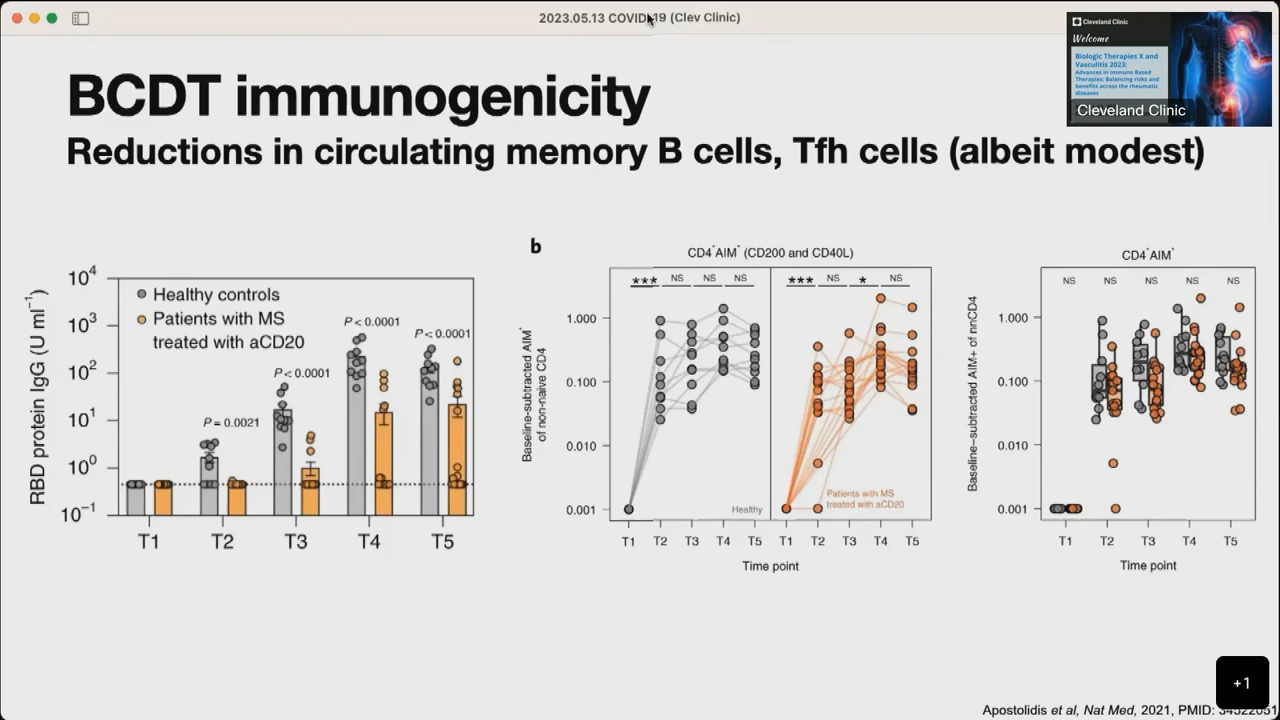 2023.05.13 COVID-19 (Clev Clinic)
Cleveland Clinic
Welcome
Biologic Therapies X and
Vasculitis 2023:
Advances in Immune Based
Therapies: Balancing risks and
benefits across the rheumatic
diseases
Cleveland Clinic
BCDT immunogenicity
Reductions in circulating memory B cells, Tfh cells (albeit modest)
RBD protein IgG (U ml⁻¹)
10⁴
10³
10²
10¹
10⁰
10⁻¹
Healthy controls
Patients with MS
treated with aCD20
P = 0.0021
P < 0.0001
P < 0.0001
P < 0.0001
T1 T2 T3 T4 T5
b
CD4⁺AIM⁺ (CD200 and CD40L)
*** NS NS NS
*** NS * NS
Baseline-subtracted AIM⁺
of non-naive CD4
1.000
0.100
0.010
0.001
Healthy
Patients with MS
treated with aCD20
T1 T2 T3 T4 T5 T1 T2 T3 T4 T5
Time point
CD4⁺AIM⁺
NS NS NS NS NS
Baseline−subtracted AIM+ of nnCD4
1.000
0.100
0.010
0.001
T1 T2 T3 T4 T5
Time point
+1
Apostolidis et al, Nat Med, 2021, PMID: 34522051